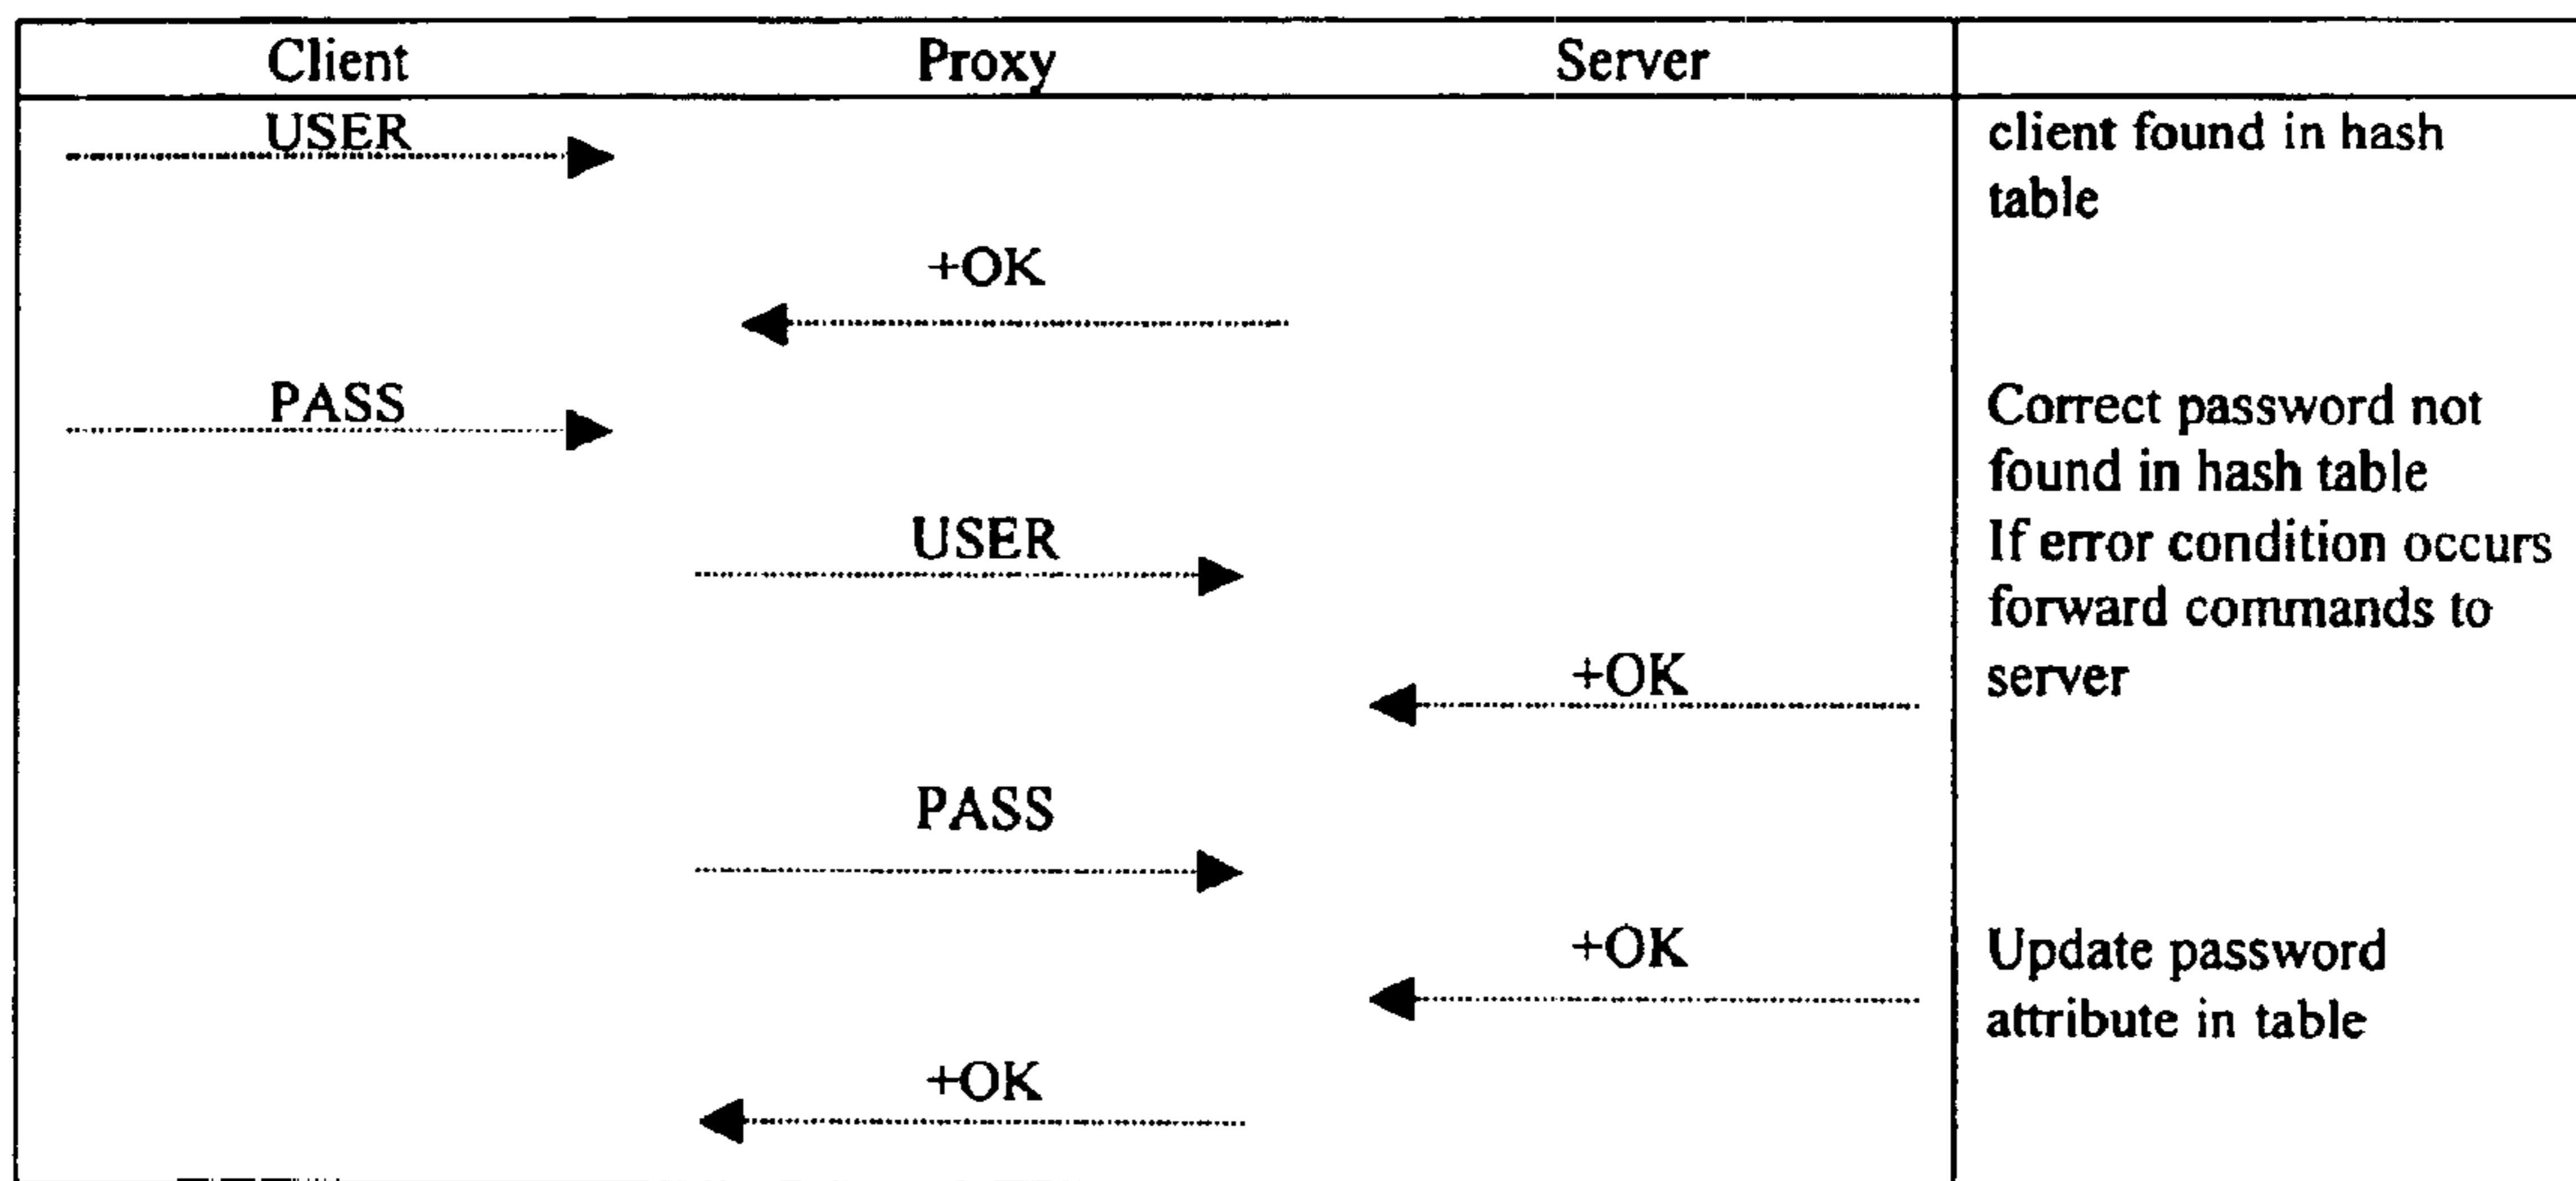 Client Proxy Server
USER
client found in hash
table
+OK
PASS
Correct password not
found in hash table
USER
If error condition occurs
forward commands to
+OK
server
PASS
+OK
Update password
attribute in table
+OK